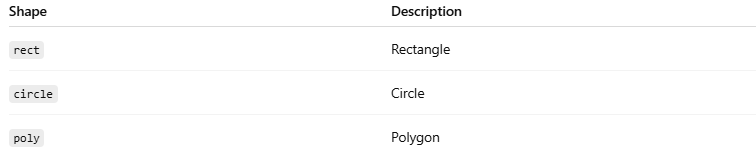 Shape Description
rect Rectangle
circle Circle
poly Polygon